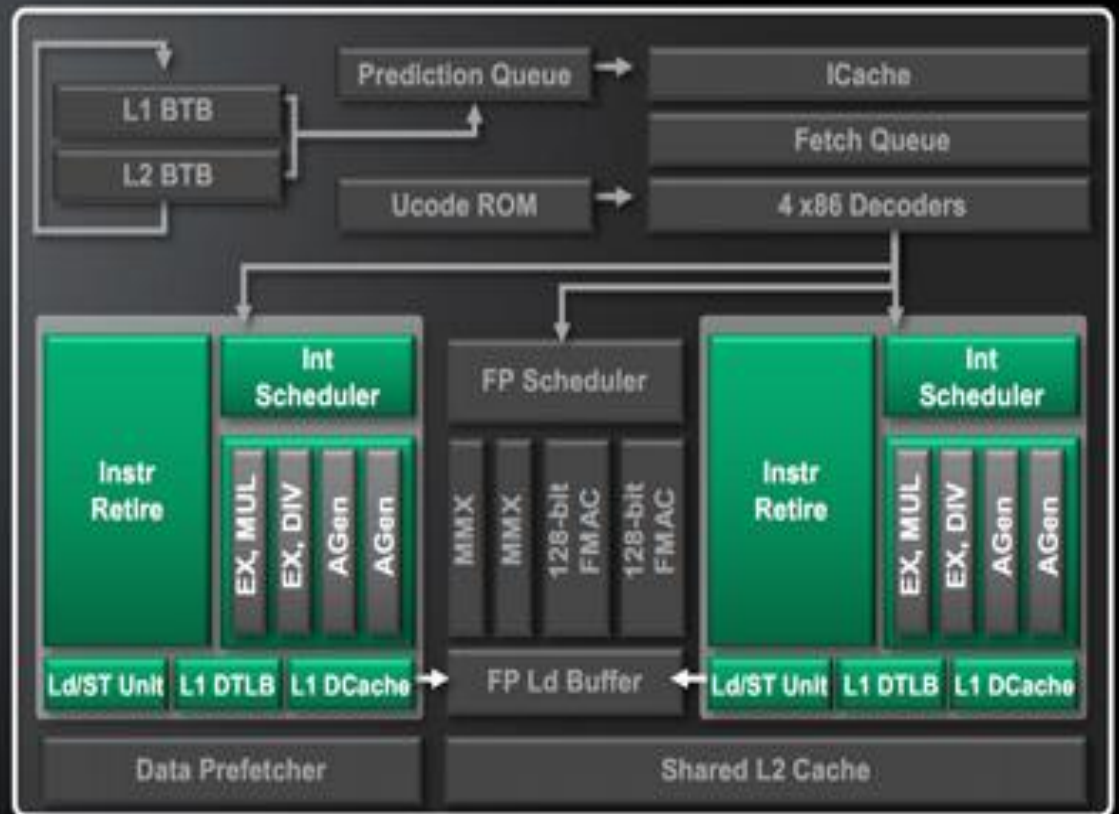 Prediction Queue
ICache
L1 BTB
Fetch Queue
L2 BTB
Ucode ROM
4 x86 Decoders
Instr
Retire
Int
Scheduler
EX, MUL
EX, DIV
AGen
AGen
Ld/ST Unit
L1 DTLB
L1 DCache
FP Scheduler
MMX
MMX
128-bit
FMAC
128-bit
FMAC
FP Ld Buffer
Instr
Retire
Int
Scheduler
EX, MUL
EX, DIV
AGen
AGen
Ld/ST Unit
L1 DTLB
L1 DCache
Data Prefetcher
Shared L2 Cache